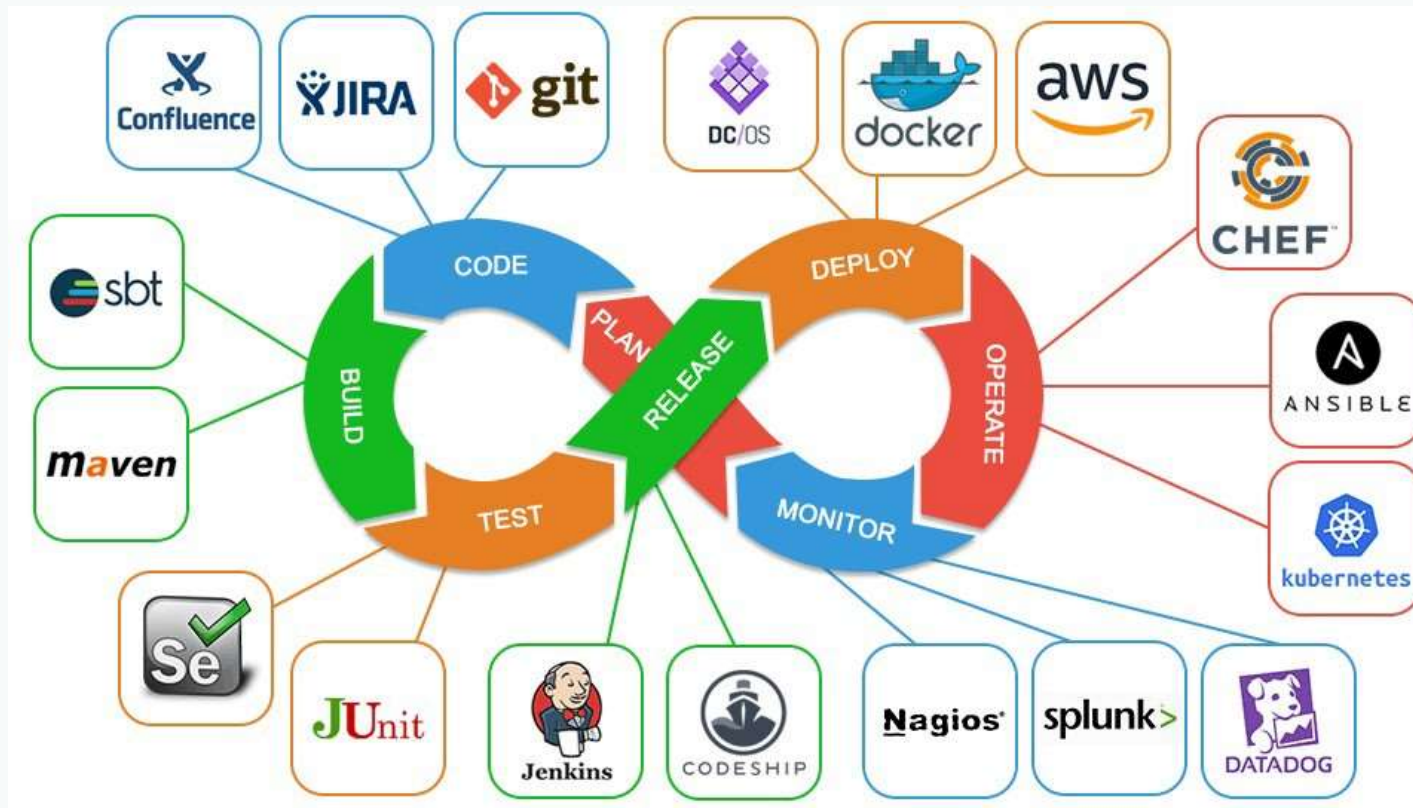 Confluence
JIRA
git
DC/OS
docker
aws
CHEF™
sbt
CODE
DEPLOY
PLAN
RELEASE
BUILD
OPERATE
ANSIBLE
maven
TEST
MONITOR
kubernetes
Se
JUnit
Jenkins
CODESHIP
Nagios®
splunk>
DATADOG